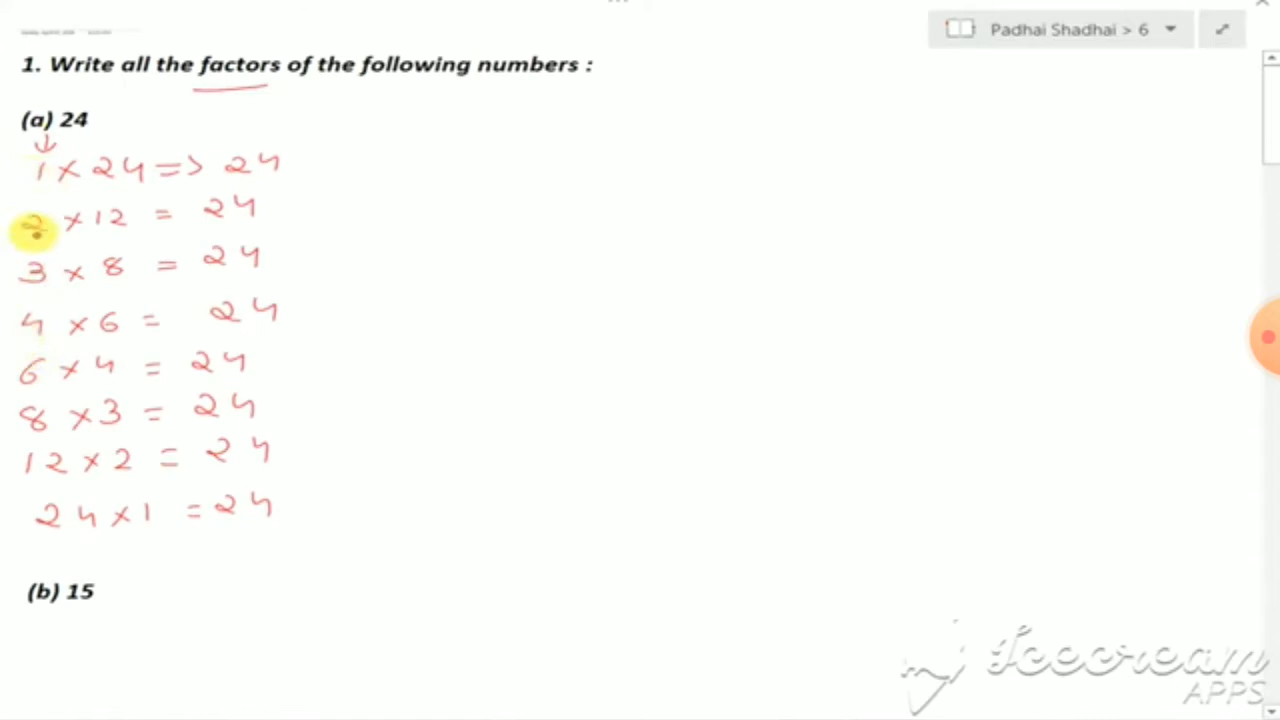 Padhai Shadhai > 6
1. Write all the factors of the following numbers :
(a) 24
1 × 24 => 24
2 × 12 = 24
3 × 8 = 24
4 × 6 = 24
6 × 4 = 24
8 × 3 = 24
12 × 2 = 24
24 × 1 = 24
(b) 15
Icecream
APPS